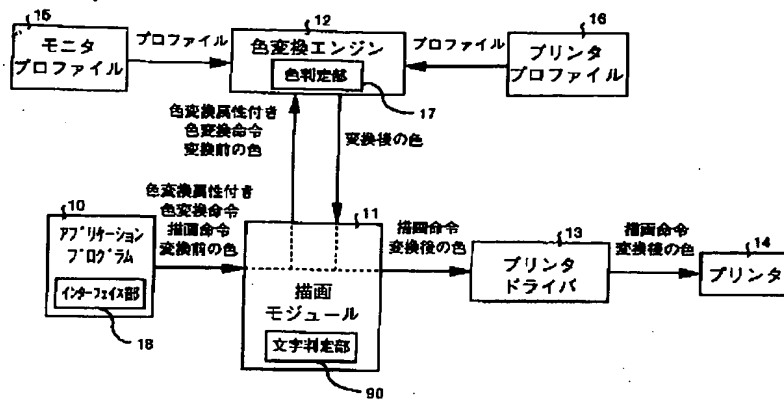 15
モニタ
プロファイル
プロファイル
12
色変換エンジン
色判定部
17
プロファイル
16
プリンタ
プロファイル
色変換属性付き
色変換命令
変換前の色
変換後の色
10
アプリケーション
プログラム
インターフェイス部
18
色変換属性付き
色変換命令
描画命令
変換前の色
11
描画
モジュール
文字判定部
90
描画命令
変換後の色
13
プリンタ
ドライバ
描画命令
変換後の色
14
プリンタ